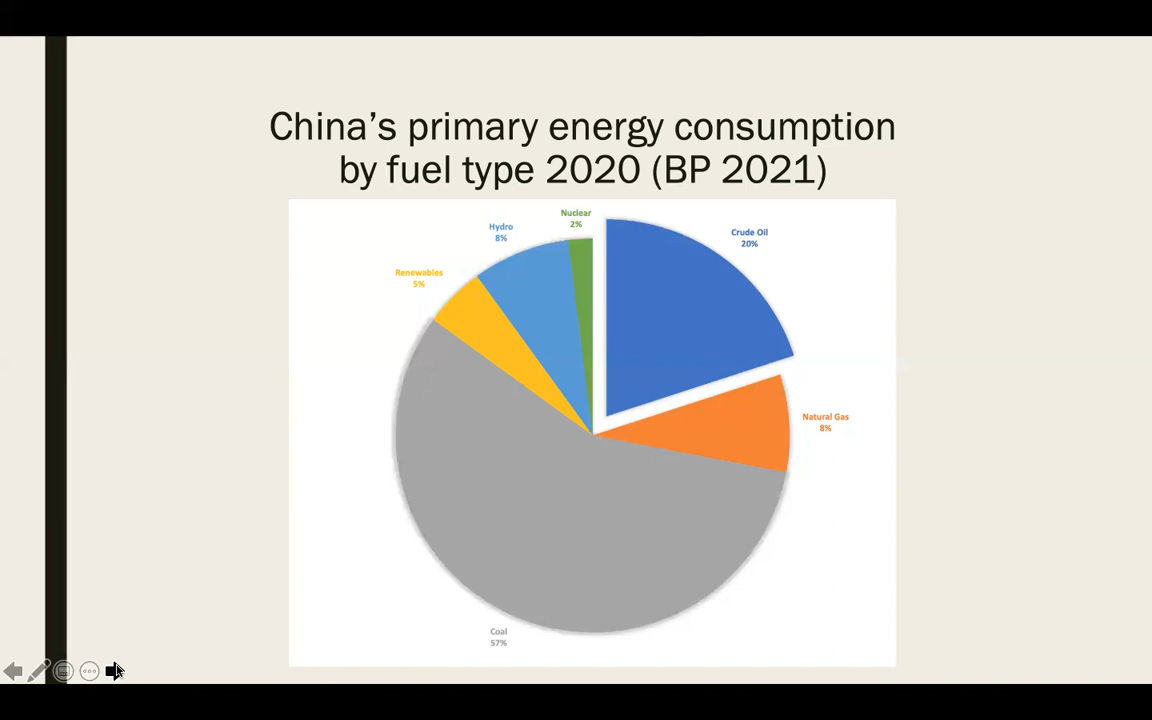 China’s primary energy consumption
by fuel type 2020 (BP 2021)
Nuclear
2%
Hydro
8%
Crude Oil
20%
Renewables
5%
Natural Gas
8%
Coal
57%